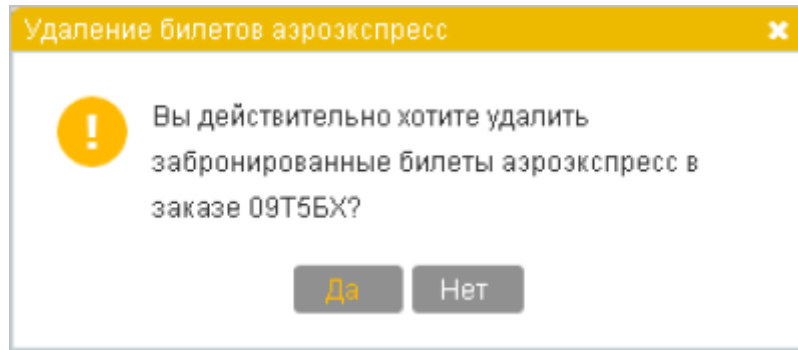 Удаление билетов аэроэкспресс
Вы действительно хотите удалить
забронированные билеты аэроэкспресс в
заказе 09Т5БХ?
Да
Нет